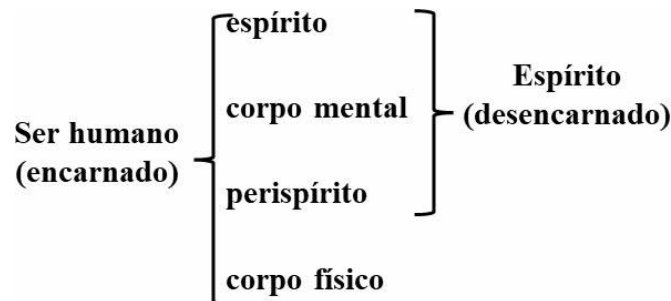 Ser humano
(encarnado)
espírito
corpo mental
perispírito
corpo físico
Espírito
(desencarnado)